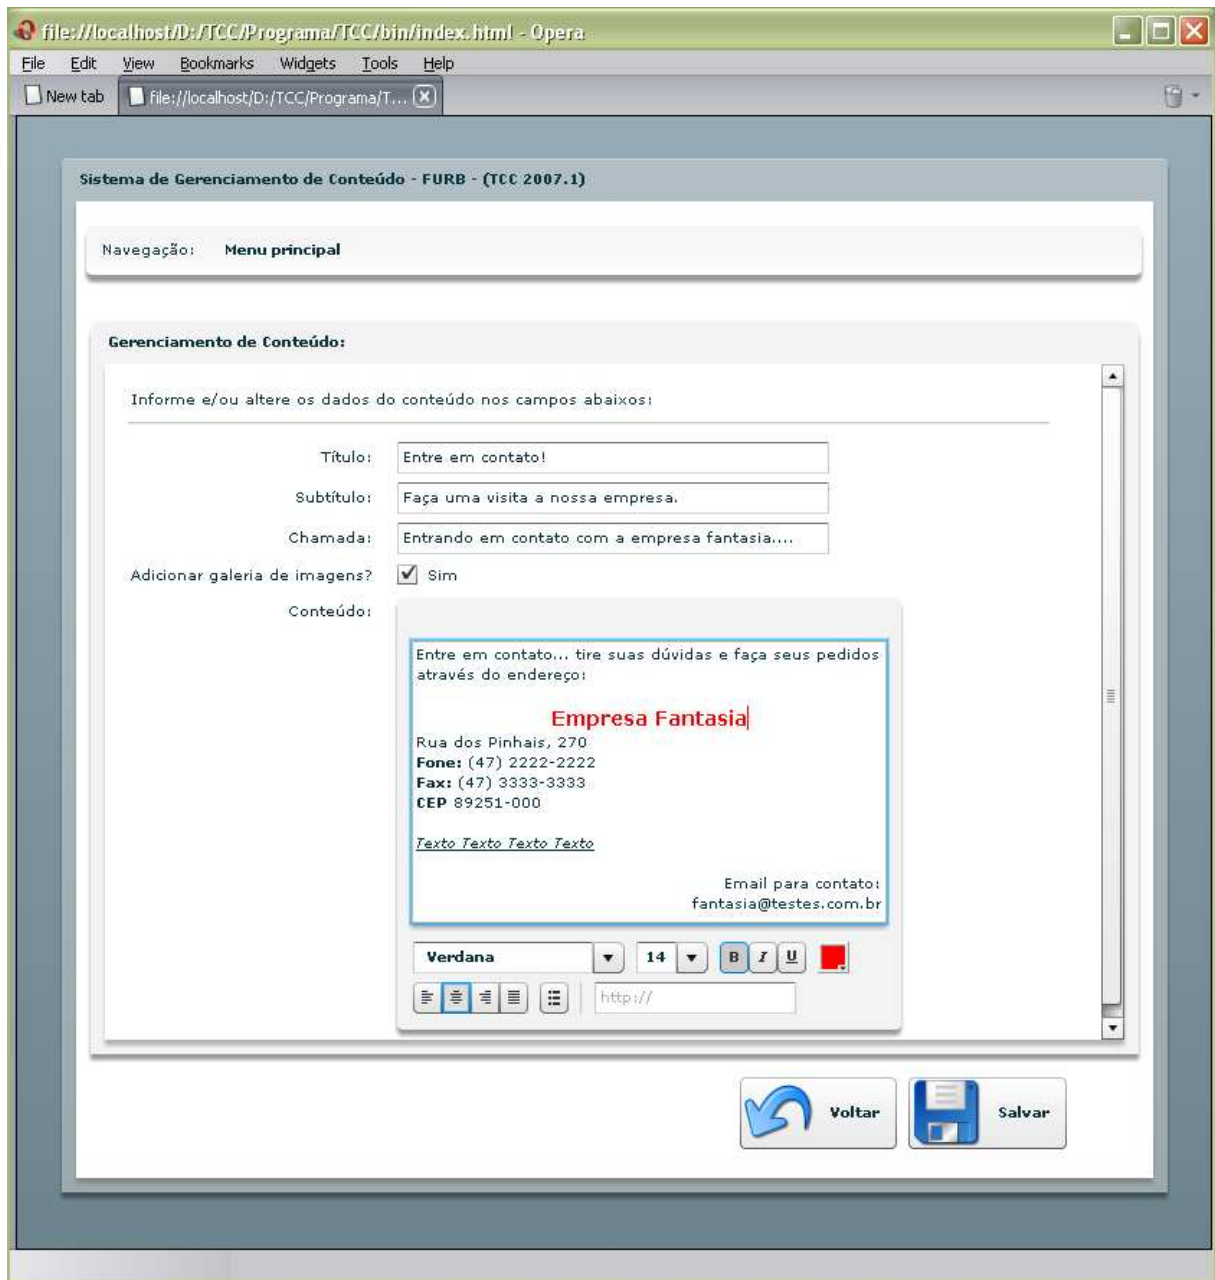 file://localhost/D:/TCC/Programa/TCC/bin/index.html - Opera
File Edit View Bookmarks Widgets Tools Help
New tab file://localhost/D:/TCC/Programa/T...
Sistema de Gerenciamento de Conteúdo - FURB - (TCC 2007.1)
Navegação: Menu principal
Gerenciamento de Conteúdo:
Informe e/ou altere os dados do conteúdo nos campos abaixos:
Título: Entre em contato!
Subtítulo: Faça uma visita a nossa empresa.
Chamada: Entrando em contato com a empresa fantasia....
Adicionar galeria de imagens? Sim
Conteúdo:
Entre em contato... tire suas dúvidas e faça seus pedidos
através do endereço:
Empresa Fantasia
Rua dos Pinhais, 270
Fone: (47) 2222-2222
Fax: (47) 3333-3333
CEP 89251-000
Texto Texto Texto Texto
Email para contato:
fantasia@testes.com.br
Verdana 14 B I U
http://
Voltar Salvar